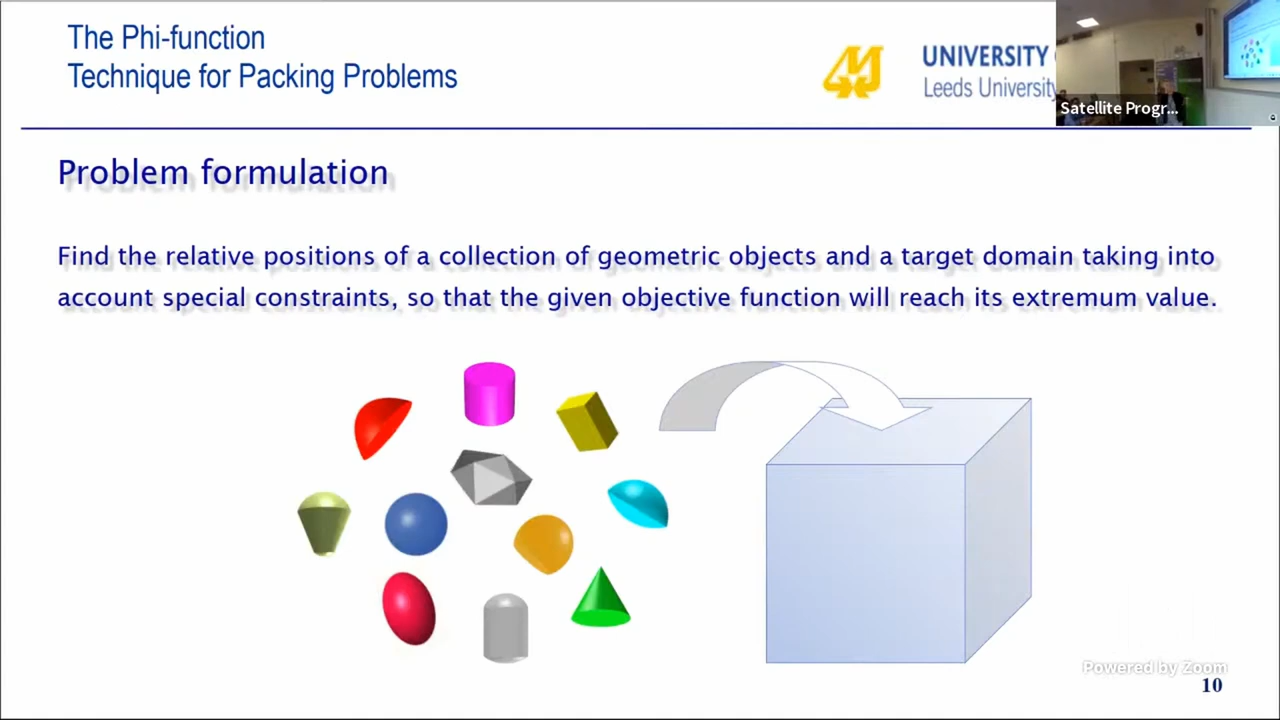 The Phi-function
Technique for Packing Problems
UNIVERSITY
Leeds University
Satellite Progr...
Problem formulation
Find the relative positions of a collection of geometric objects and a target domain taking into
account special constraints, so that the given objective function will reach its extremum value.
Powered by Zoom
10